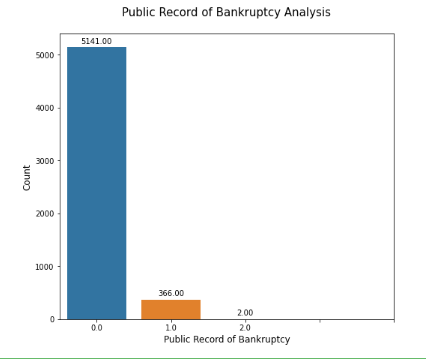 Public Record of Bankruptcy Analysis
5141.00
5000
4000
3000
2000
1000
0
Count
366.00
2.00
0.0 1.0 2.0
Public Record of Bankruptcy